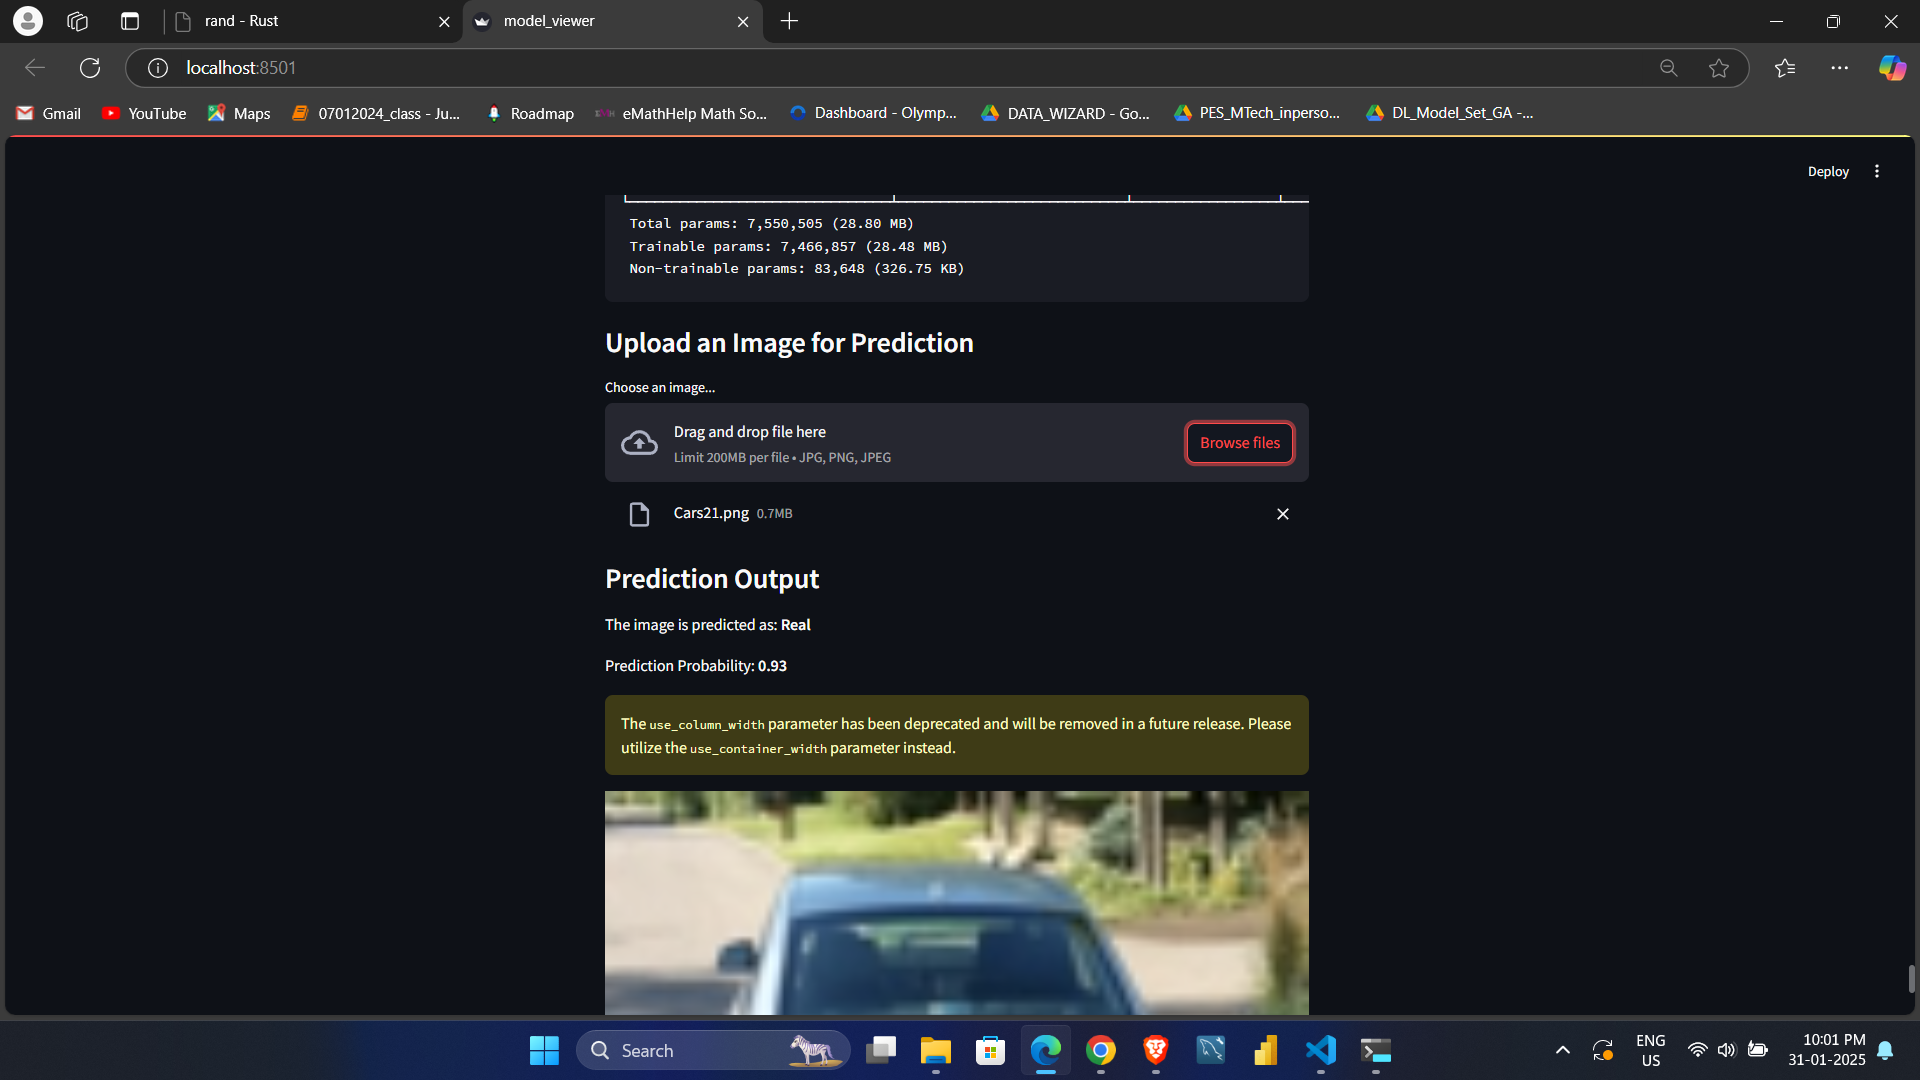 rand - Rust
model_viewer
localhost:8501
Gmail
YouTube
Maps
07012024_class - Ju...
Roadmap
eMathHelp Math So...
Dashboard - Olymp...
DATA_WIZARD - Go...
PES_MTech_inperso...
DL_Model_Set_GA -...
Deploy
Total params: 7,550,505 (28.80 MB)
Trainable params: 7,466,857 (28.48 MB)
Non-trainable params: 83,648 (326.75 KB)
Upload an Image for Prediction
Choose an image...
Drag and drop file here
Limit 200MB per file • JPG, PNG, JPEG
Browse files
Cars21.png 0.7MB
Prediction Output
The image is predicted as: Real
Prediction Probability: 0.93
The use_column_width parameter has been deprecated and will be removed in a future release. Please
utilize the use_container_width parameter instead.
Search
ENG
US
10:01 PM
31-01-2025